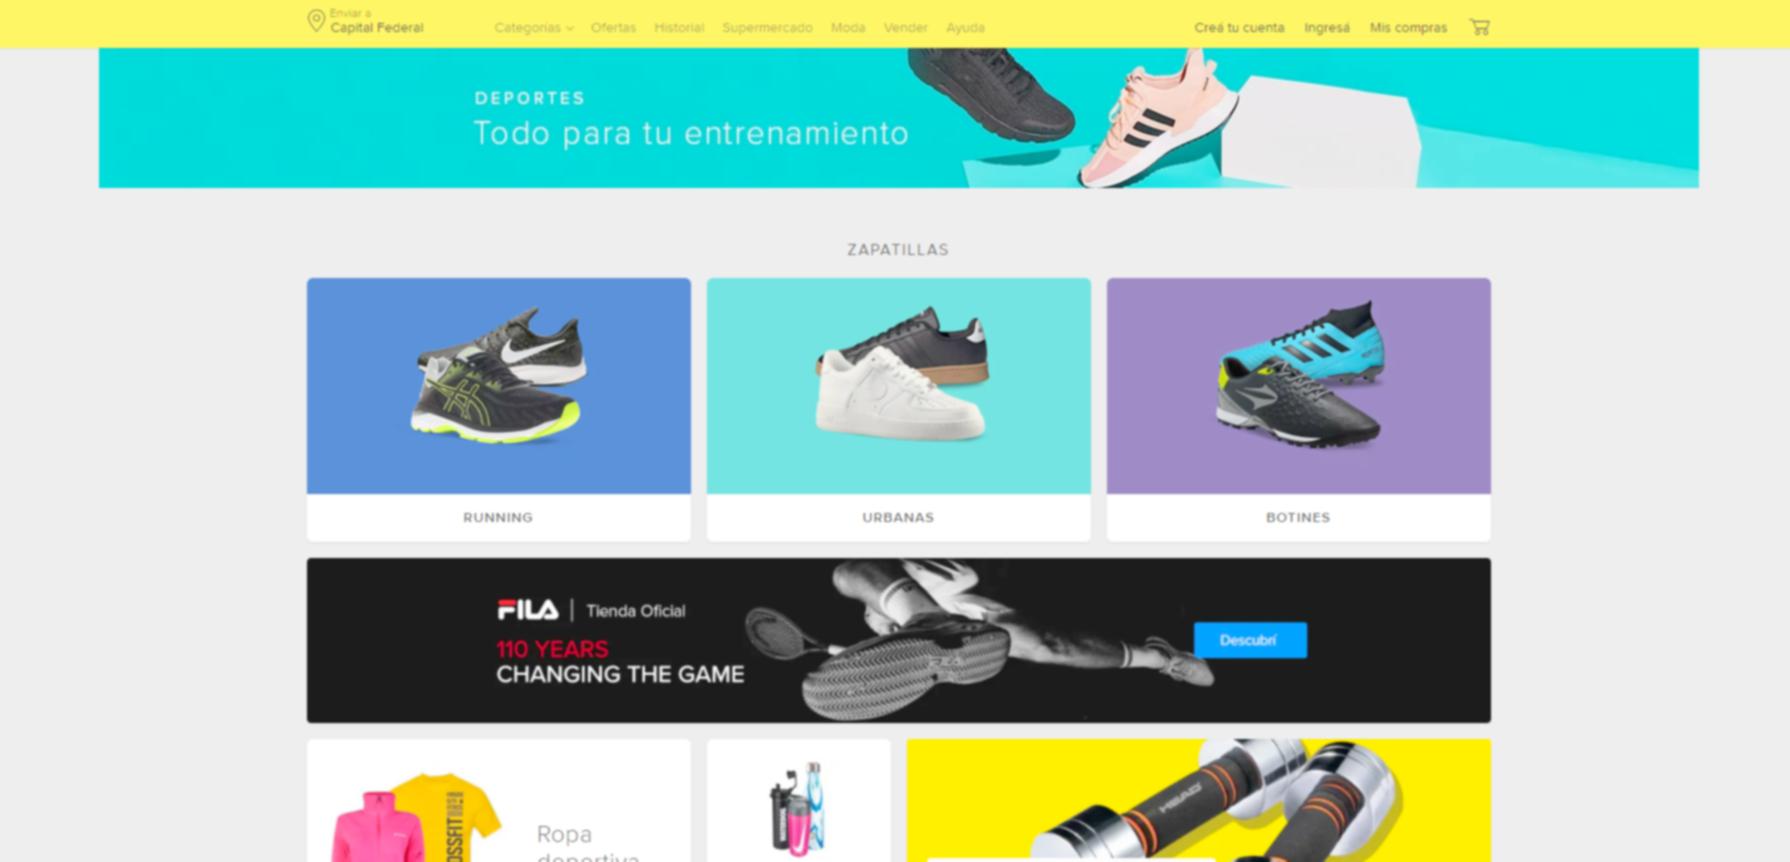 Enviar a
Capital Federal
Categorías Ofertas Historial Supermercado Moda Vender Ayuda
Creá tu cuenta Ingresá Mis compras
DEPORTES
Todo para tu entrenamiento
ZAPATILLAS
RUNNING
URBANAS
BOTINES
FILA | Tienda Oficial
110 YEARS
CHANGING THE GAME
Descubrí
HEAD
Ropa
deportiva